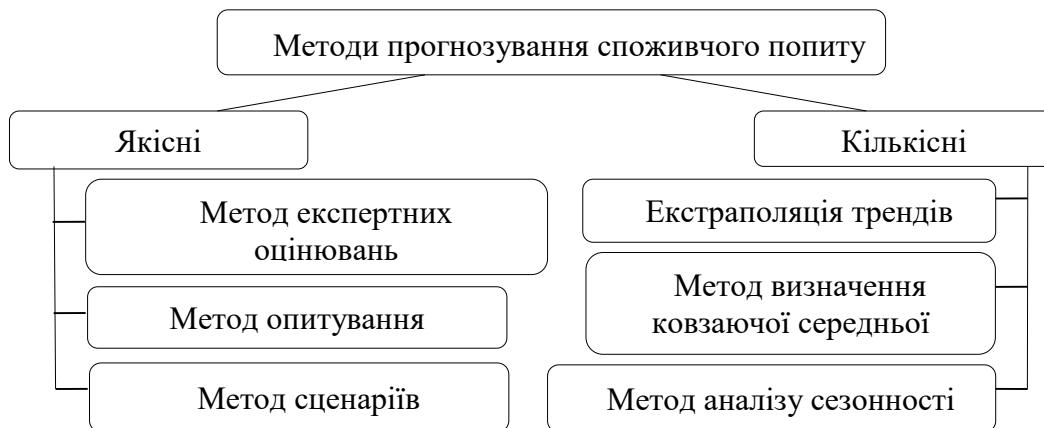 Методи прогнозування споживчого попиту
Якісні
Кількісні
Метод експертних
оцінювань
Метод опитування
Метод сценаріїв
Екстраполяція трендів
Метод визначення
ковзаючої середньої
Метод аналізу сезонності